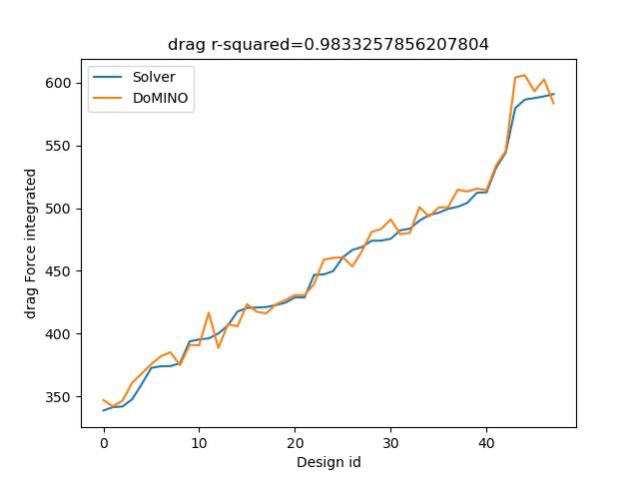 drag r-squared=0.9833257856207804
Solver
DoMINO
drag Force integrated
600
550
500
450
400
350
0 10 20 30 40
Design id